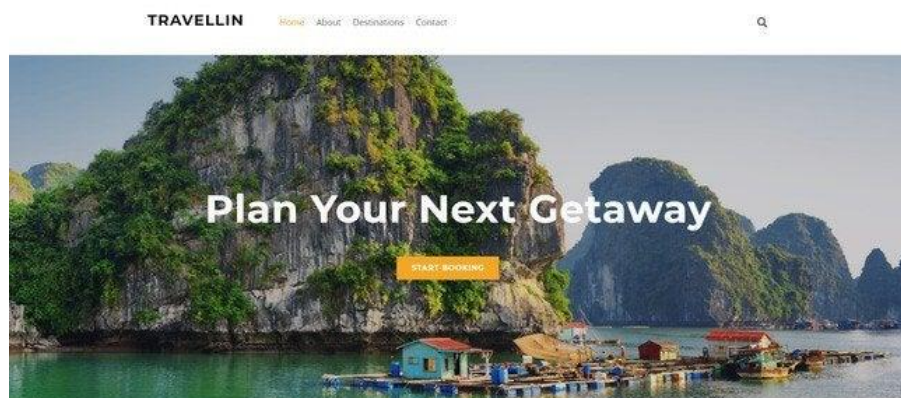 TRAVELLIN Home About Destinations Contact
Plan Your Next Getaway
START BOOKING